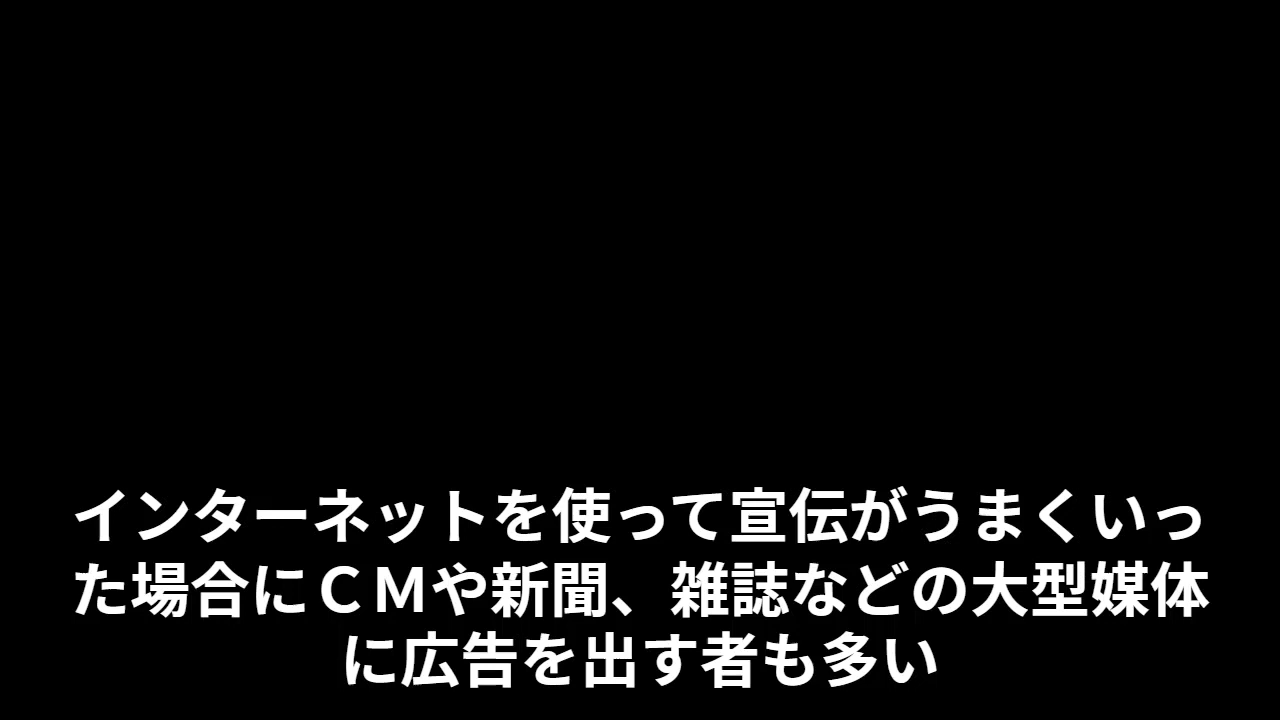 インターネットを使って宣伝がうまくいっ
た場合にＣＭや新聞、雑誌などの大型媒体
に広告を出す者も多い